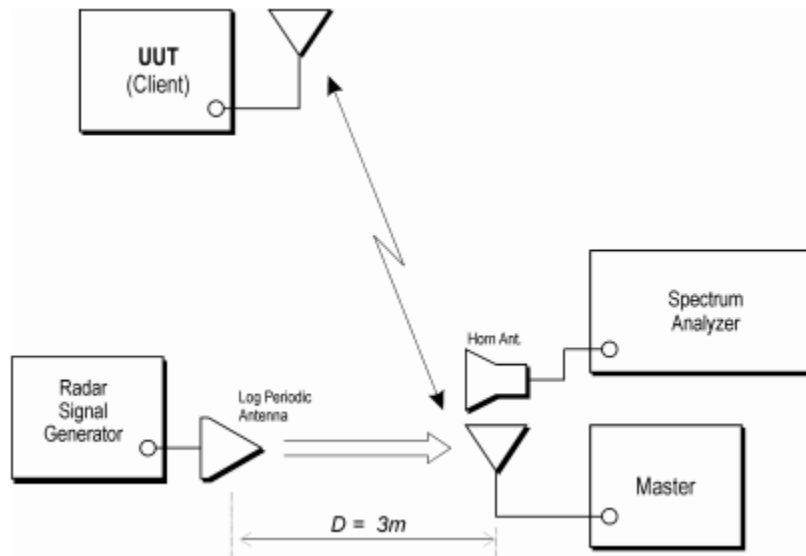 UUT
(Client)
Spectrum
Analyzer
Horn Ant.
Radar
Signal
Generator
Log Periodic
Antenna
Master
D = 3m